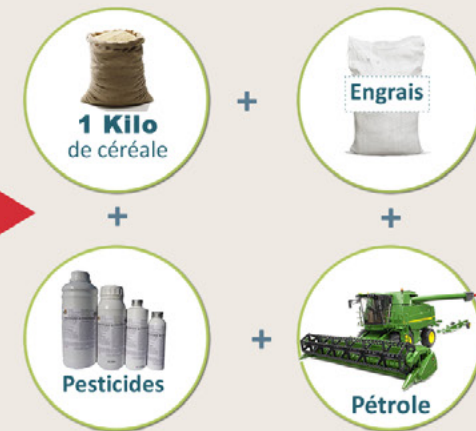 1 Kilo
de céréale
+
Engrais
+
+
Pesticides
+
Pétrole